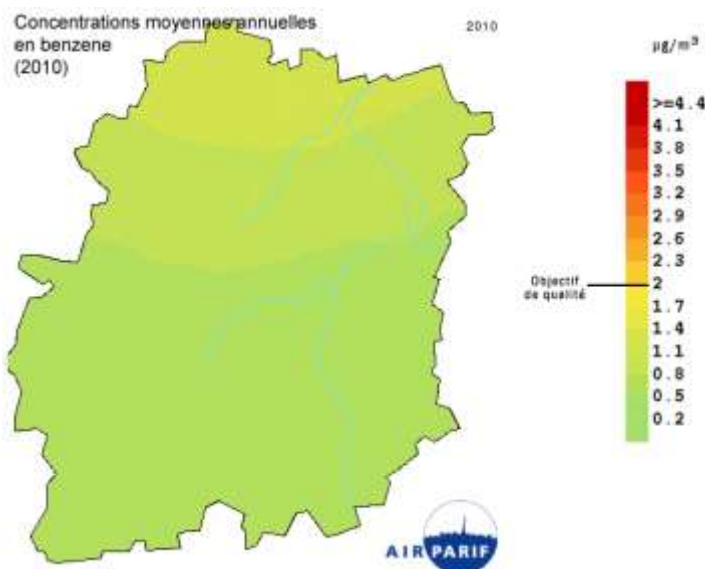 Concentrations moyennes annuelles
en benzene
(2010)
2010
µg/m³
>=4.4
4.1
3.8
3.5
3.2
2.9
2.6
2.3
Objectif
de qualité
2
1.7
1.4
1.1
0.8
0.5
0.2
AIRPARIF